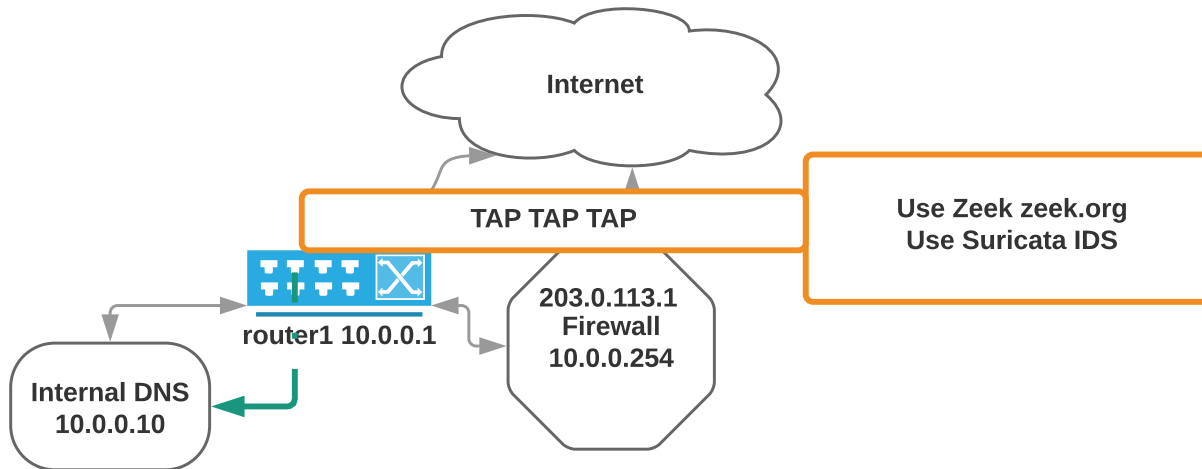 Internet
TAP TAP TAP
Use Zeek zeek.org
Use Suricata IDS
203.0.113.1
Firewall
10.0.0.254
router1 10.0.0.1
Internal DNS
10.0.0.10